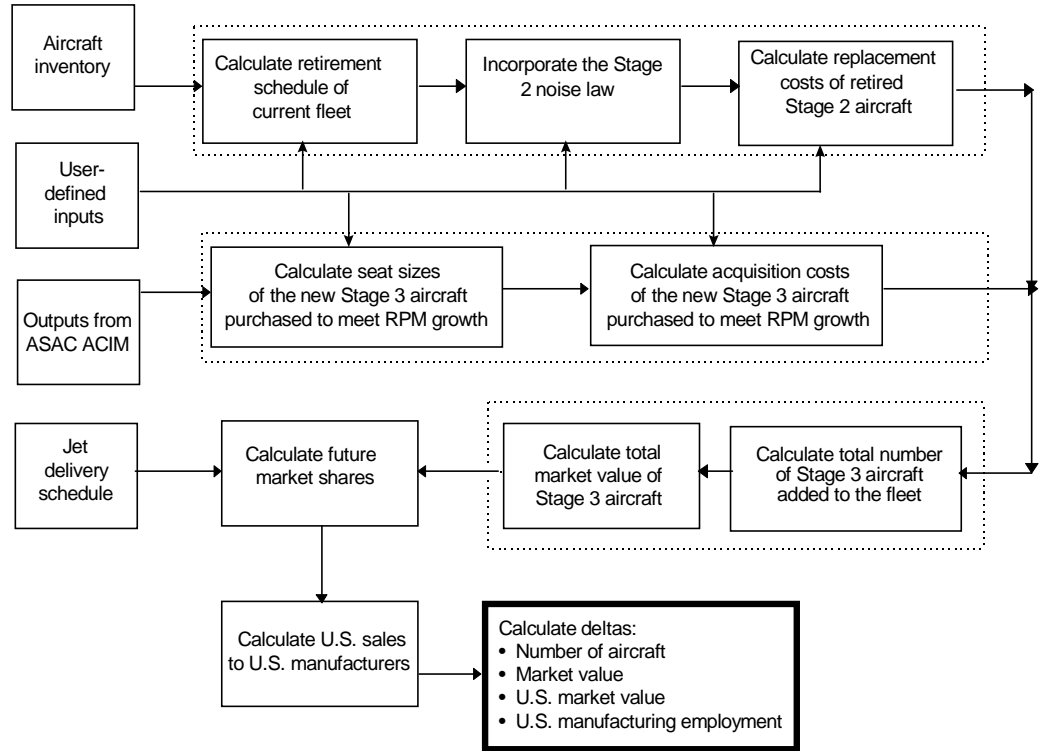 Aircraft
inventory
Calculate retirement
schedule of
current fleet
Incorporate the Stage
2 noise law
Calculate replacement
costs of retired
Stage 2 aircraft
User-
defined
inputs
Calculate seat sizes
of the new Stage 3 aircraft
purchased to meet RPM growth
Calculate acquisition costs
of the new Stage 3 aircraft
purchased to meet RPM growth
Outputs from
ASAC ACIM
Jet
delivery
schedule
Calculate future
market shares
Calculate total
market value of
Stage 3 aircraft
Calculate total number
of Stage 3 aircraft
added to the fleet
Calculate U.S. sales
to U.S. manufacturers
Calculate deltas:
• Number of aircraft
• Market value
• U.S. market value
• U.S. manufacturing employment